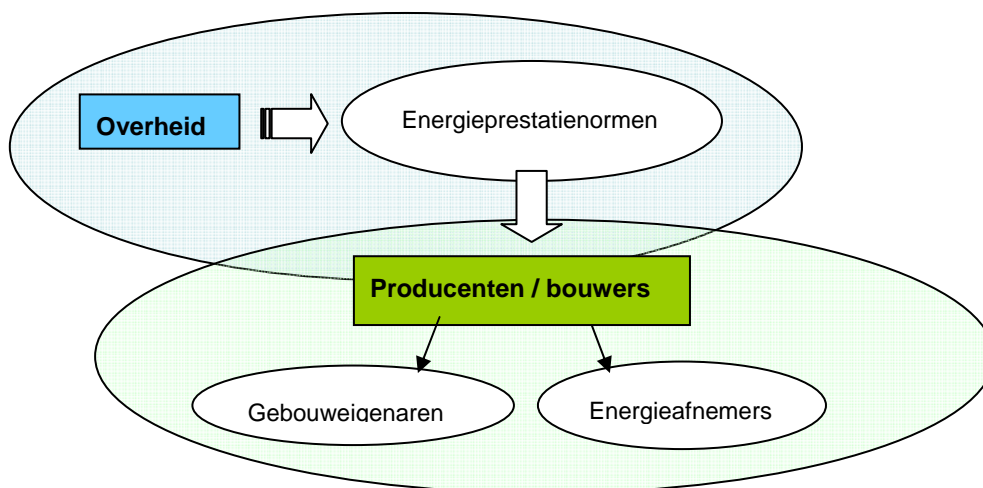 Overheid
Energieprestatienormen
Producenten / bouwers
Gebouweigenaren
Energieafnemers